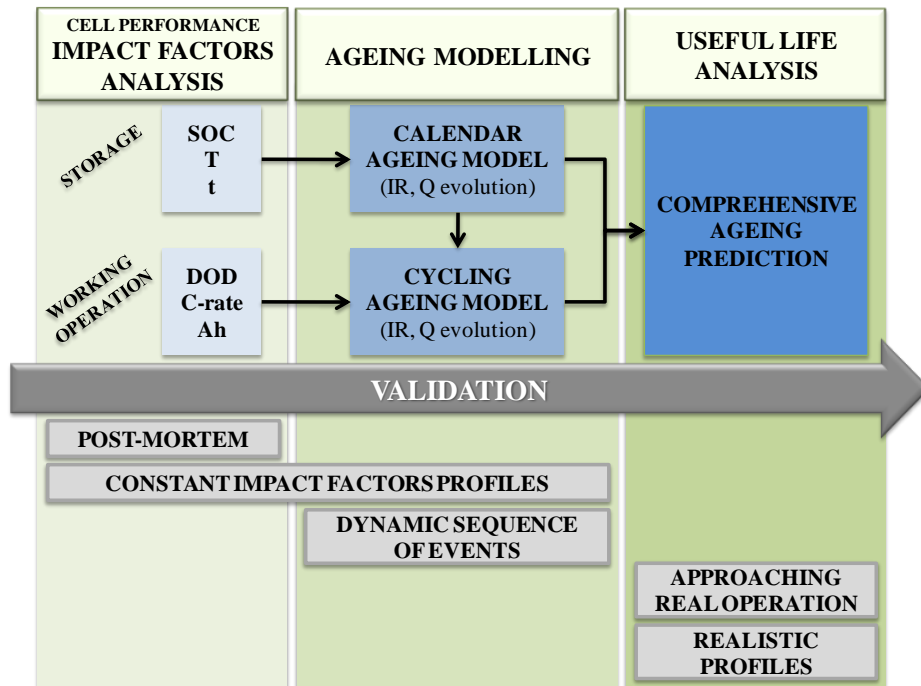 CELL PERFORMANCE
IMPACT FACTORS
ANALYSIS
AGEING MODELLING
USEFUL LIFE
ANALYSIS
STORAGE
SOC
T
t
CALENDAR
AGEING MODEL
(IR, Q evolution)
COMPREHENSIVE
AGEING
PREDICTION
WORKING
OPERATION
DOD
C-rate
Ah
CYCLING
AGEING MODEL
(IR, Q evolution)
VALIDATION
POST-MORTEM
CONSTANT IMPACT FACTORS PROFILES
DYNAMIC SEQUENCE
OF EVENTS
APPROACHING
REAL OPERATION
REALISTIC
PROFILES